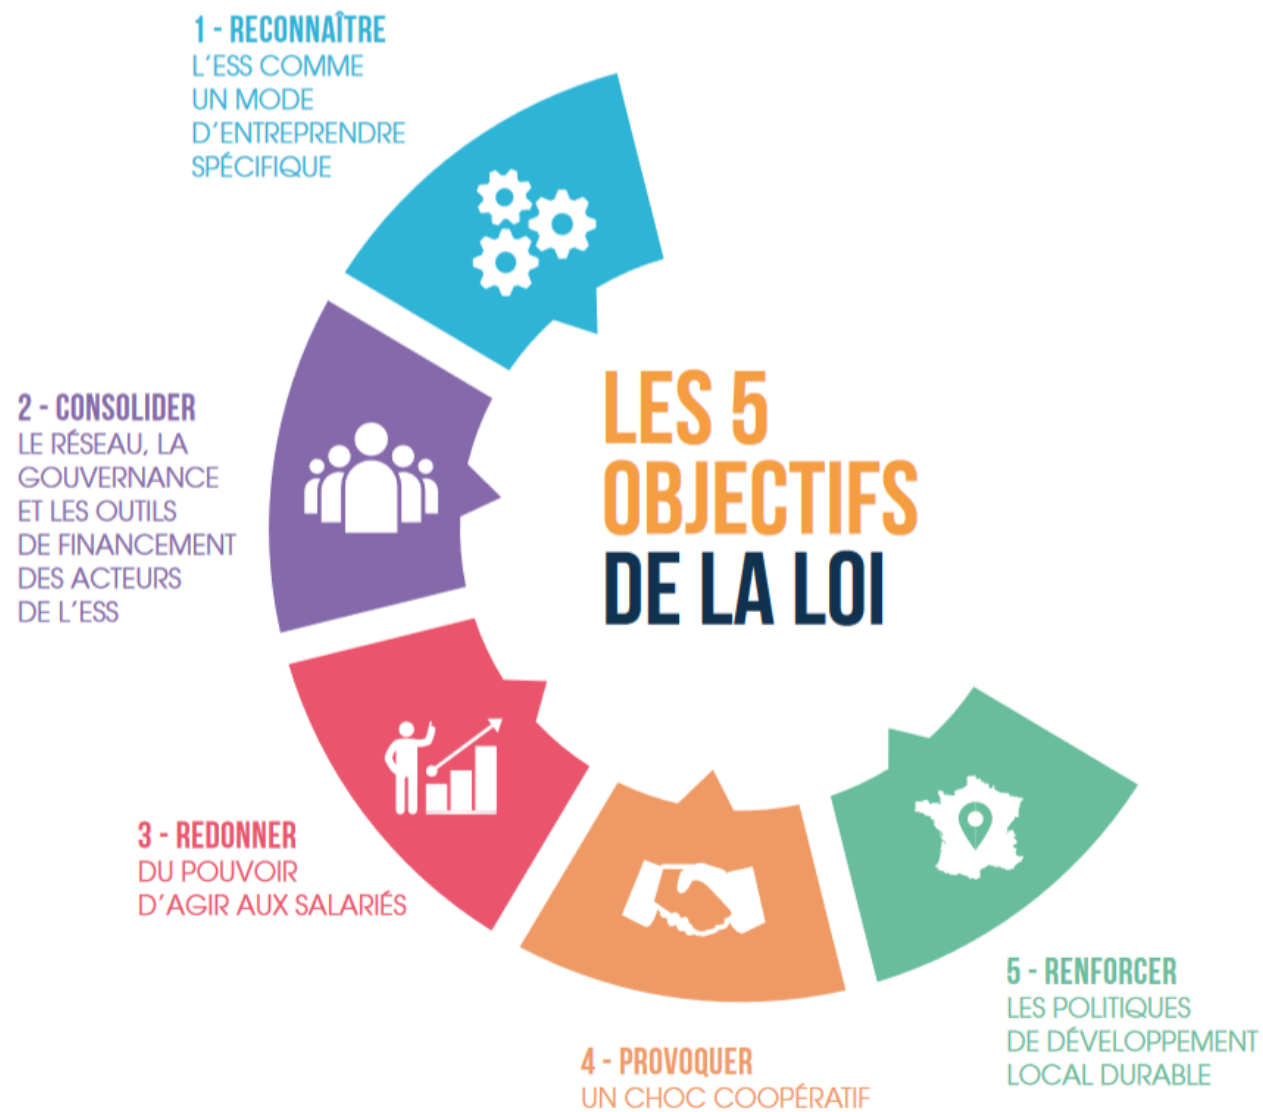 1 - RECONNAÎTRE
L'ESS COMME
UN MODE
D'ENTREPRENDRE
SPÉCIFIQUE
2 - CONSOLIDER
LE RÉSEAU, LA
GOUVERNANCE
ET LES OUTILS
DE FINANCEMENT
DES ACTEURS
DE L'ESS
LES 5
OBJECTIFS
DE LA LOI
3 - REDONNER
DU POUVOIR
D'AGIR AUX SALARIÉS
4 - PROVOQUER
UN CHOC COOPÉRATIF
5 - RENFORCER
LES POLITIQUES
DE DÉVELOPPEMENT
LOCAL DURABLE